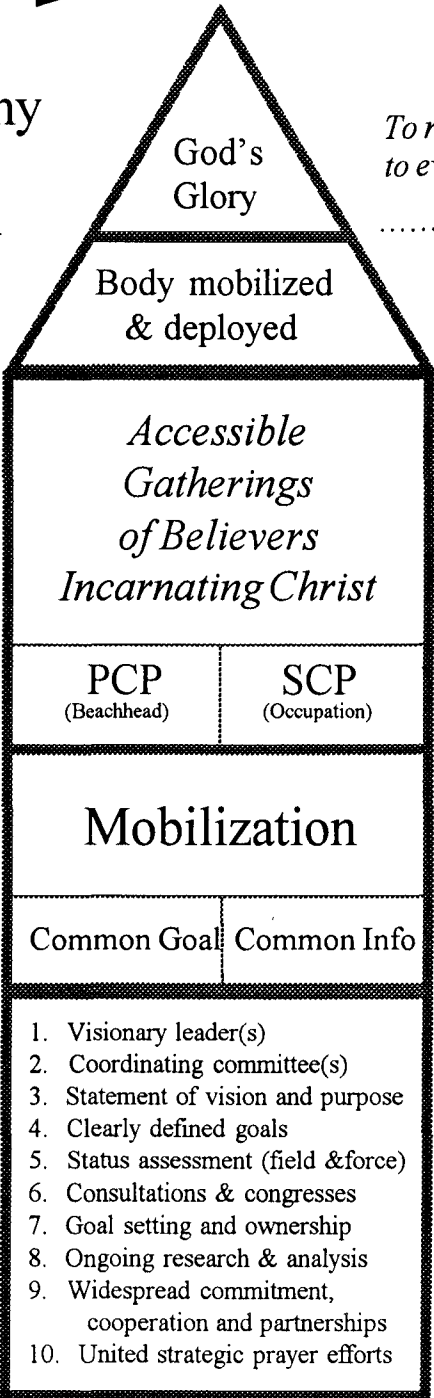 God's
Glory
To
to
Body mobilized
& deployed
Accessible
Gatherings
of Believers
Incarnating Christ
PCP
(Beachhead)
SCP
(Occupation)
Mobilization
Common Goal
Common Info
1. Visionary leader(s)
2. Coordinating committee(s)
3. Statement of vision and purpose
4. Clearly defined goals
5. Status assessment (field &force)
6. Consultations & congresses
7. Goal setting and ownership
8. Ongoing research & analysis
9. Widespread commitment,
cooperation and partnerships
10. United strategic prayer efforts